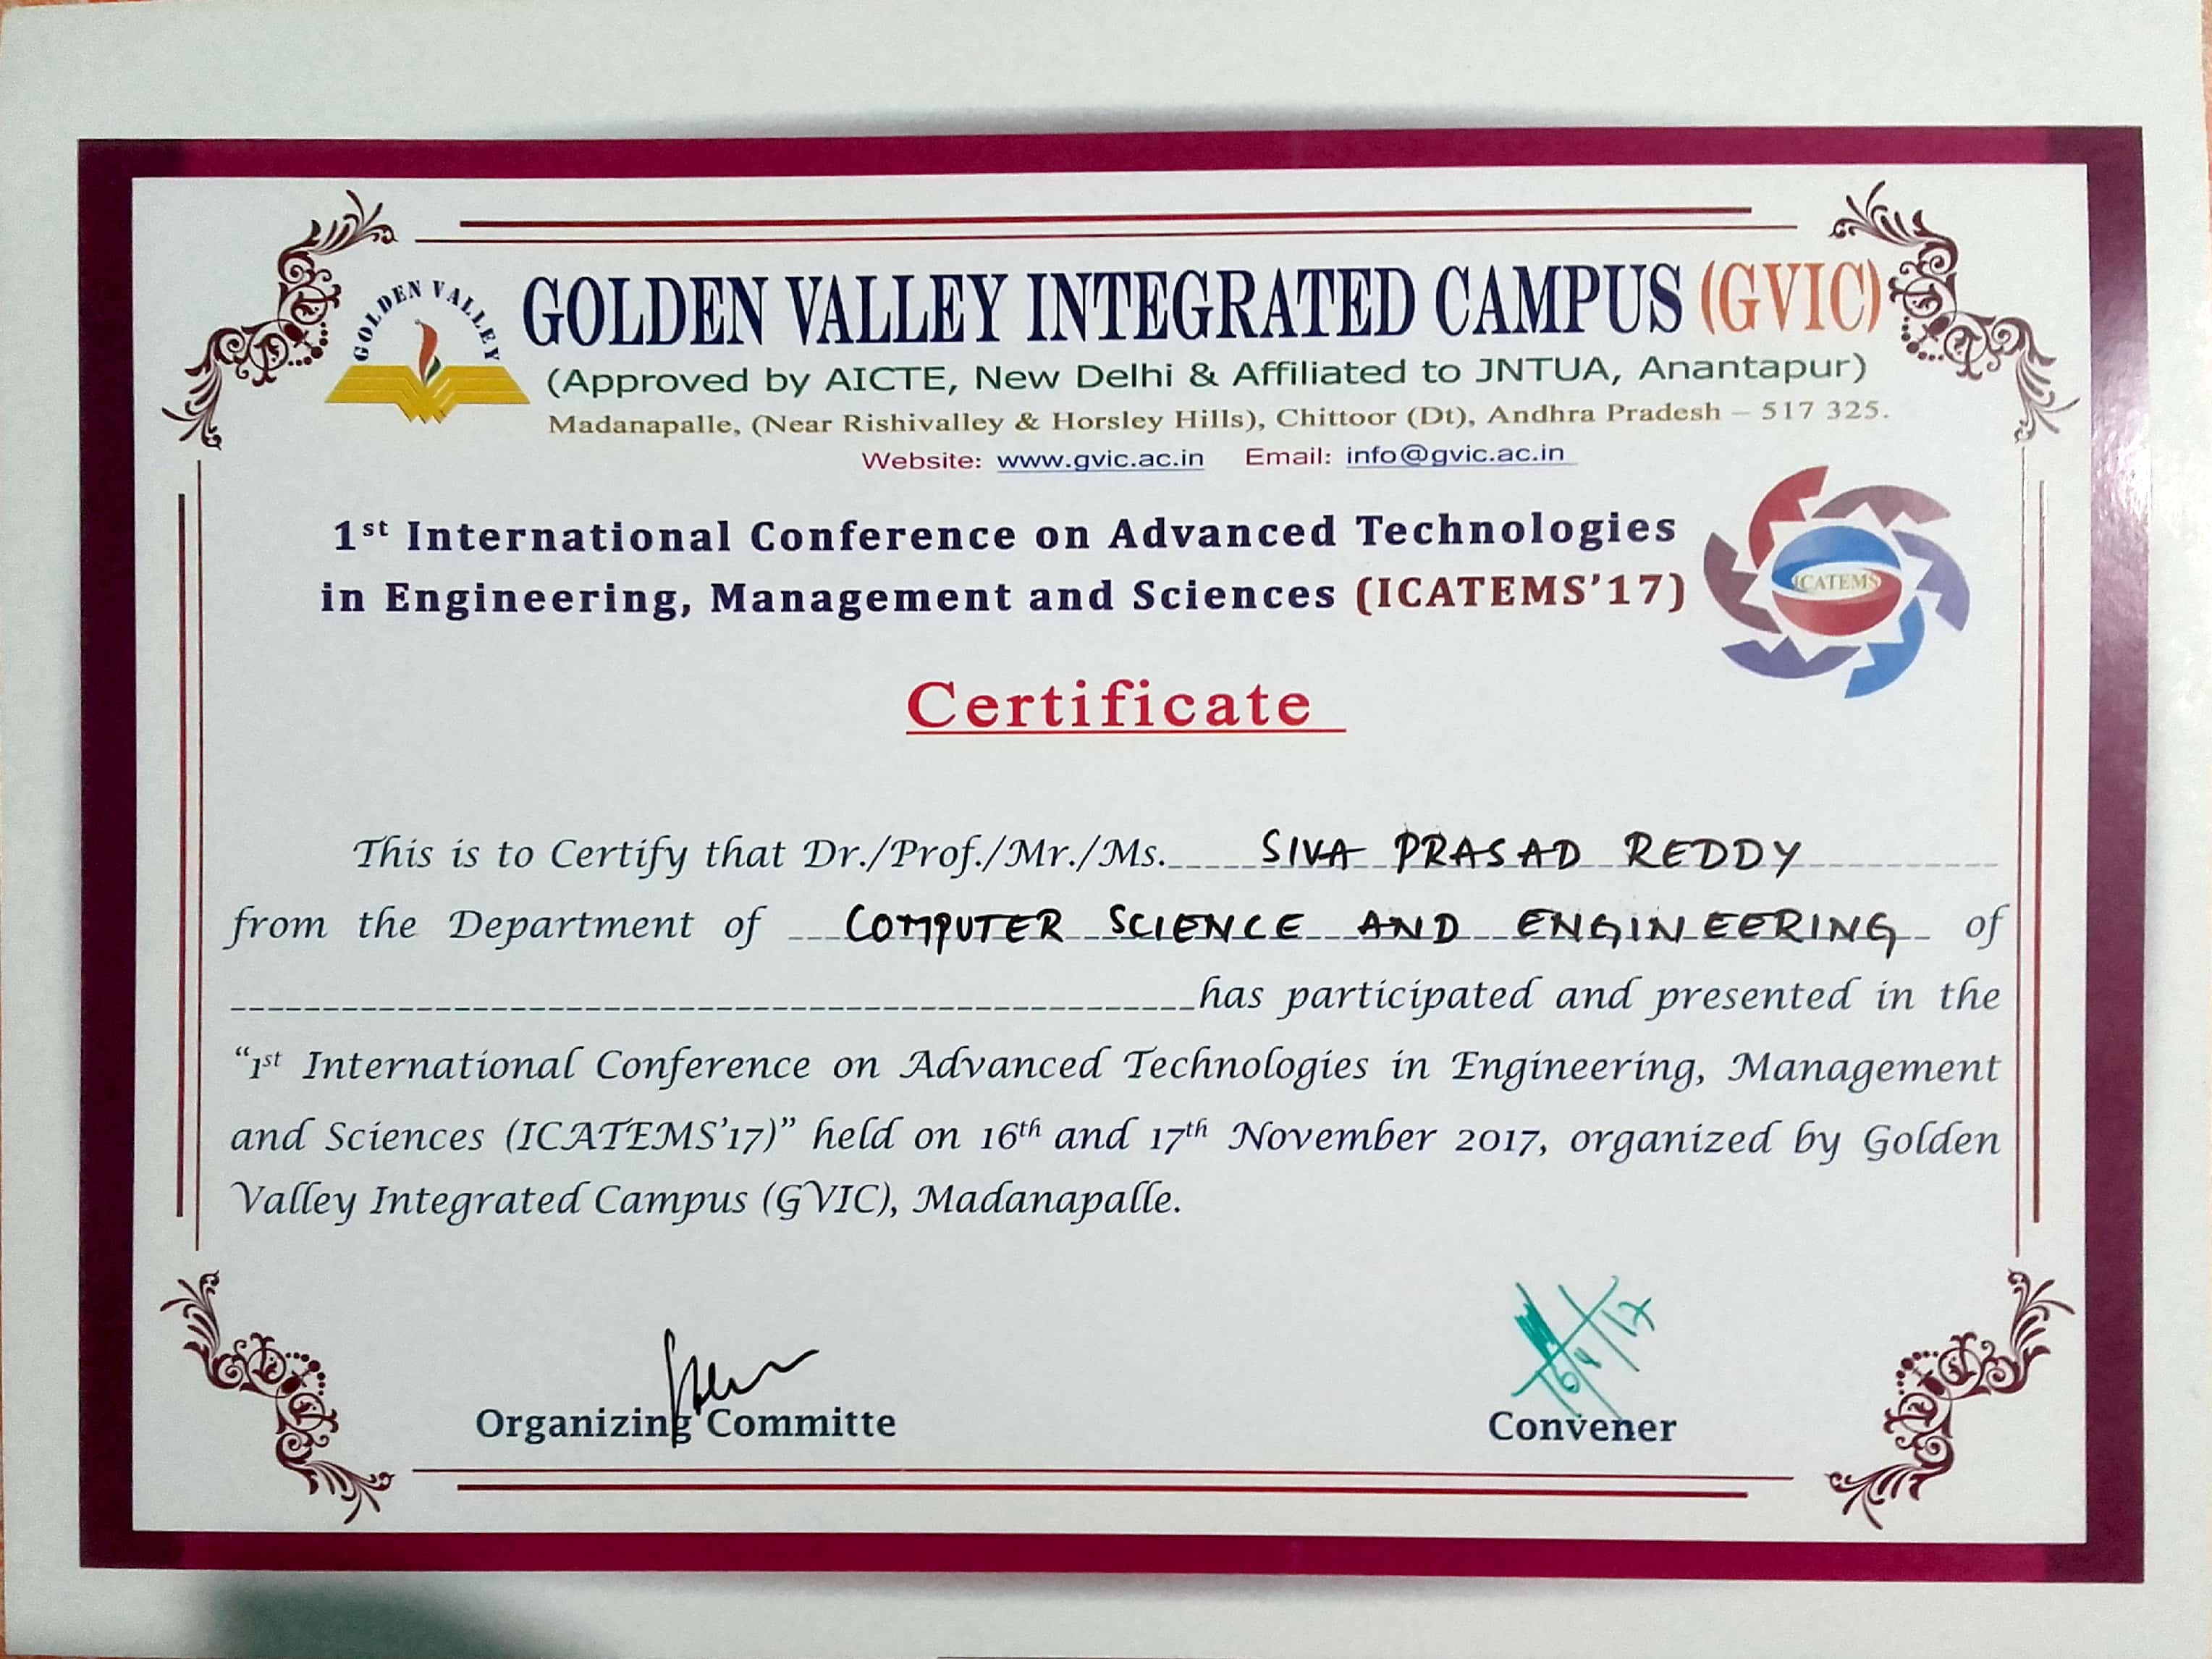 GOLDEN VALLEY
GOLDEN VALLEY INTEGRATED CAMPUS (GVIC)
(Approved by AICTE, New Delhi & Affiliated to JNTUA, Anantapur)
Madanapalle, (Near Rishivalley & Horsley Hills), Chittoor (Dt), Andhra Pradesh – 517 325.
Website: www.gvic.ac.in Email: info@gvic.ac.in
1st International Conference on Advanced Technologies
in Engineering, Management and Sciences (ICATEMS'17)
ICATEMS
Certificate
This is to Certify that Dr./Prof./Mr./Ms. SIVA PRASAD REDDY
from the Department of COMPUTER SCIENCE AND ENGINEERING of
has participated and presented in the
“1st International Conference on Advanced Technologies in Engineering, Management
and Sciences (ICATEMS’17)” held on 16th and 17th November 2017, organized by Golden
Valley Integrated Campus (GVIC), Madanapalle.
Organizing Committe
Convener